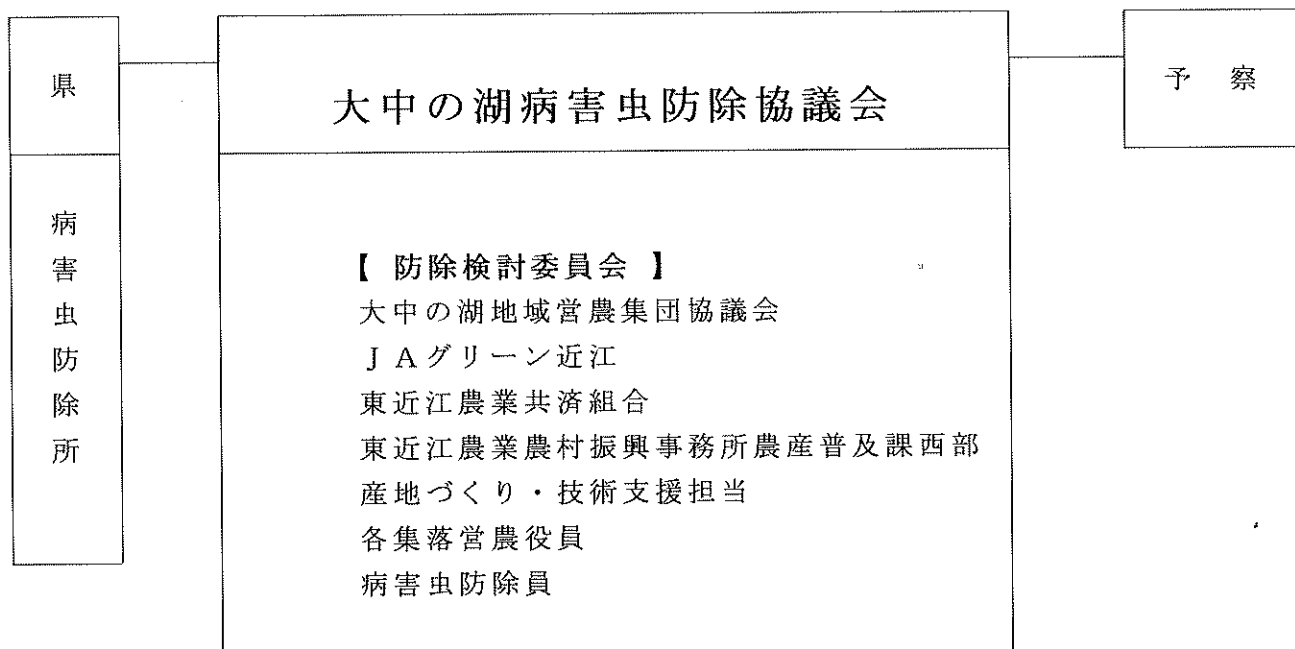 県
病害虫防除所
大中の湖病害虫防除協議会
【 防除検討委員会 】
大中の湖地域営農集団協議会
ＪＡグリーン近江
東近江農業共済組合
東近江農業農村振興事務所農産普及課西部
産地づくり・技術支援担当
各集落営農役員
病害虫防除員
予 察